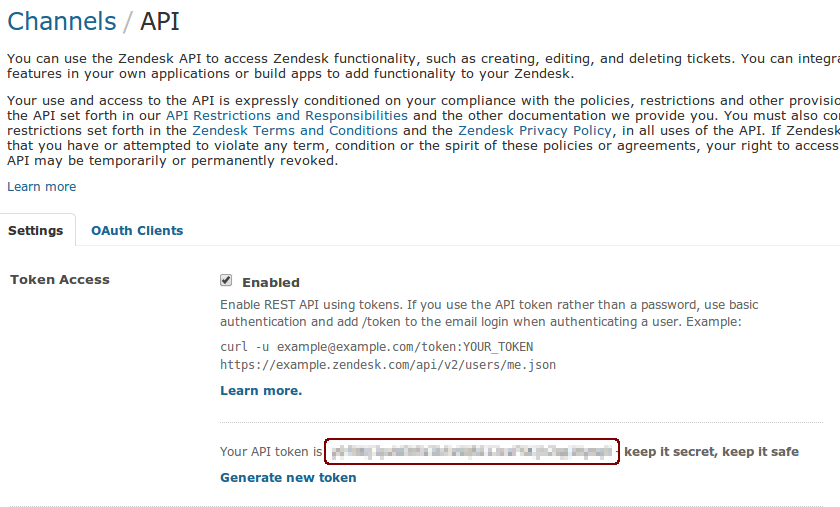 Channels / API
You can use the Zendesk API to access Zendesk functionality, such as creating, editing, and deleting tickets. You can integra
features in your own applications or build apps to add functionality to your Zendesk.
Your use and access to the API is expressly conditioned on your compliance with the policies, restrictions and other provisio
the API set forth in our API Restrictions and Responsibilities and the other documentation we provide you. You must also co
restrictions set forth in the Zendesk Terms and Conditions and the Zendesk Privacy Policy, in all uses of the API. If Zendesk
that you have or attempted to violate any term, condition or the spirit of these policies or agreements, your right to access
API may be temporarily or permanently revoked.
Learn more
Settings OAuth Clients
Token Access
Enabled
Enable REST API using tokens. If you use the API token rather than a password, use basic
authentication and add /token to the email login when authenticating a user. Example:
curl -u example@example.com/token:YOUR_TOKEN
https://example.zendesk.com/api/v2/users/me.json
Learn more.
Your API token is - keep it secret, keep it safe
Generate new token